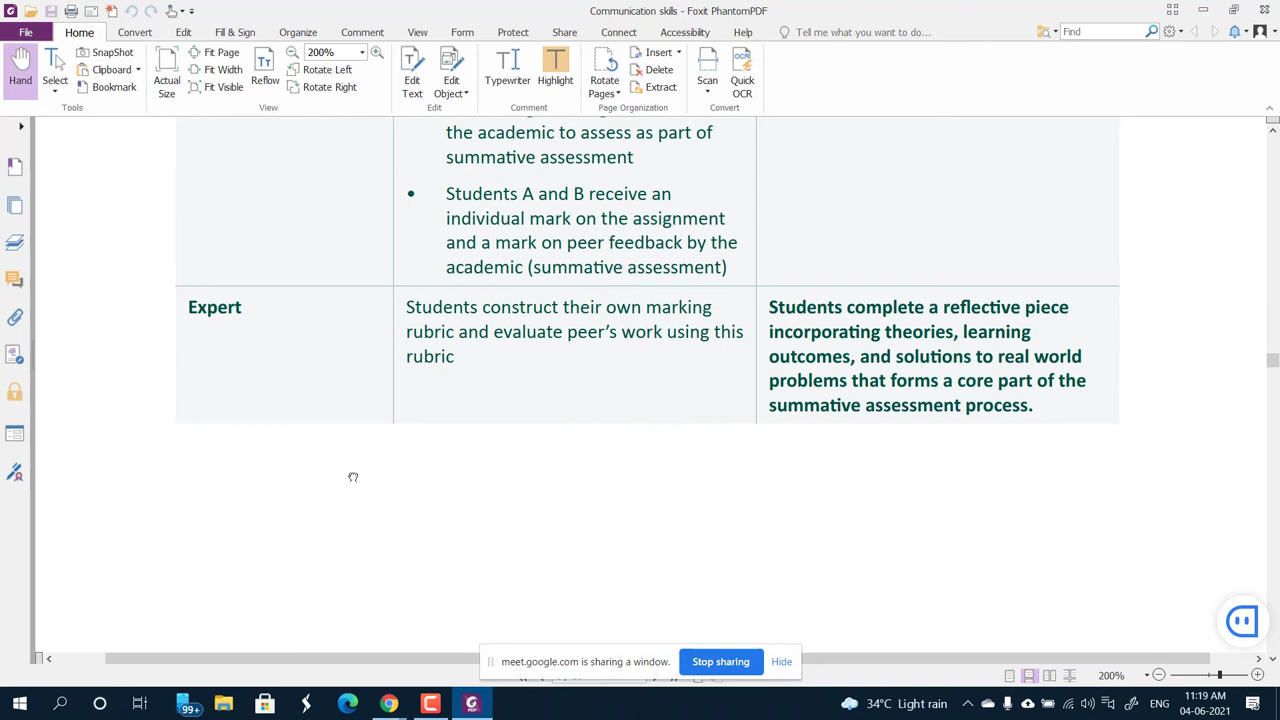 Communication skills - Foxit PhantomPDF
File
Home
Convert
Fill & Sign
Organize
Comment
View
Form
Protect
Share
Connect
Accessibility
Help
Tell me what you want to do...
Find
Hand
Select
SnapShot
Clipboard
Bookmark
Tools
Actual
Size
Fit Page
Fit Width
Fit Visible
Reflow
200%
Rotate Left
Rotate Right
View
Edit
Text
Edit
Object
Edit
Typewriter
Highlight
Comment
Rotate
Pages
Insert
Delete
Extract
Page Organization
Scan
Quick
OCR
Convert
the academic to assess as part of
summative assessment
• Students A and B receive an
individual mark on the assignment
and a mark on peer feedback by the
academic (summative assessment)
Expert
Students construct their own marking
rubric and evaluate peer's work using this
rubric
Students complete a reflective piece
incorporating theories, learning
outcomes, and solutions to real world
problems that forms a core part of the
summative assessment process.
meet.google.com is sharing a window.
Stop sharing
Hide
200%
99+
34°C Light rain
ENG
11:19 AM
04-06-2021